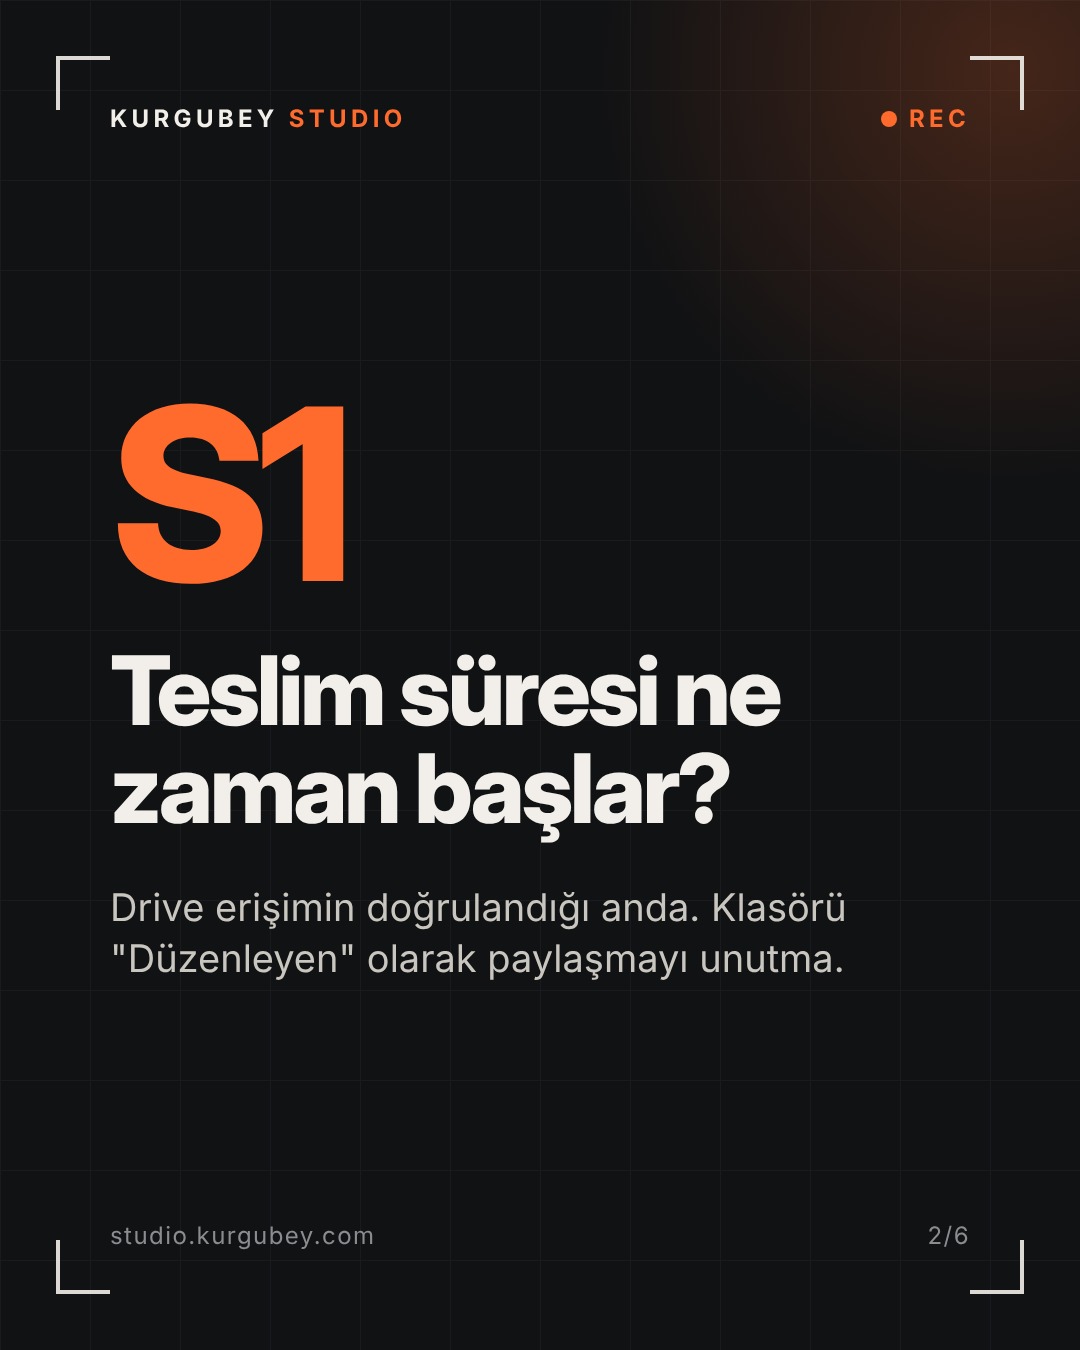 KURGUBEY STUDIO
REC
S1
Teslim süresi ne
zaman başlar?
Drive erişimin doğrulandığı anda. Klasörü
"Düzenleyen" olarak paylaşmayı unutma.
studio.kurgubey.com
2/6